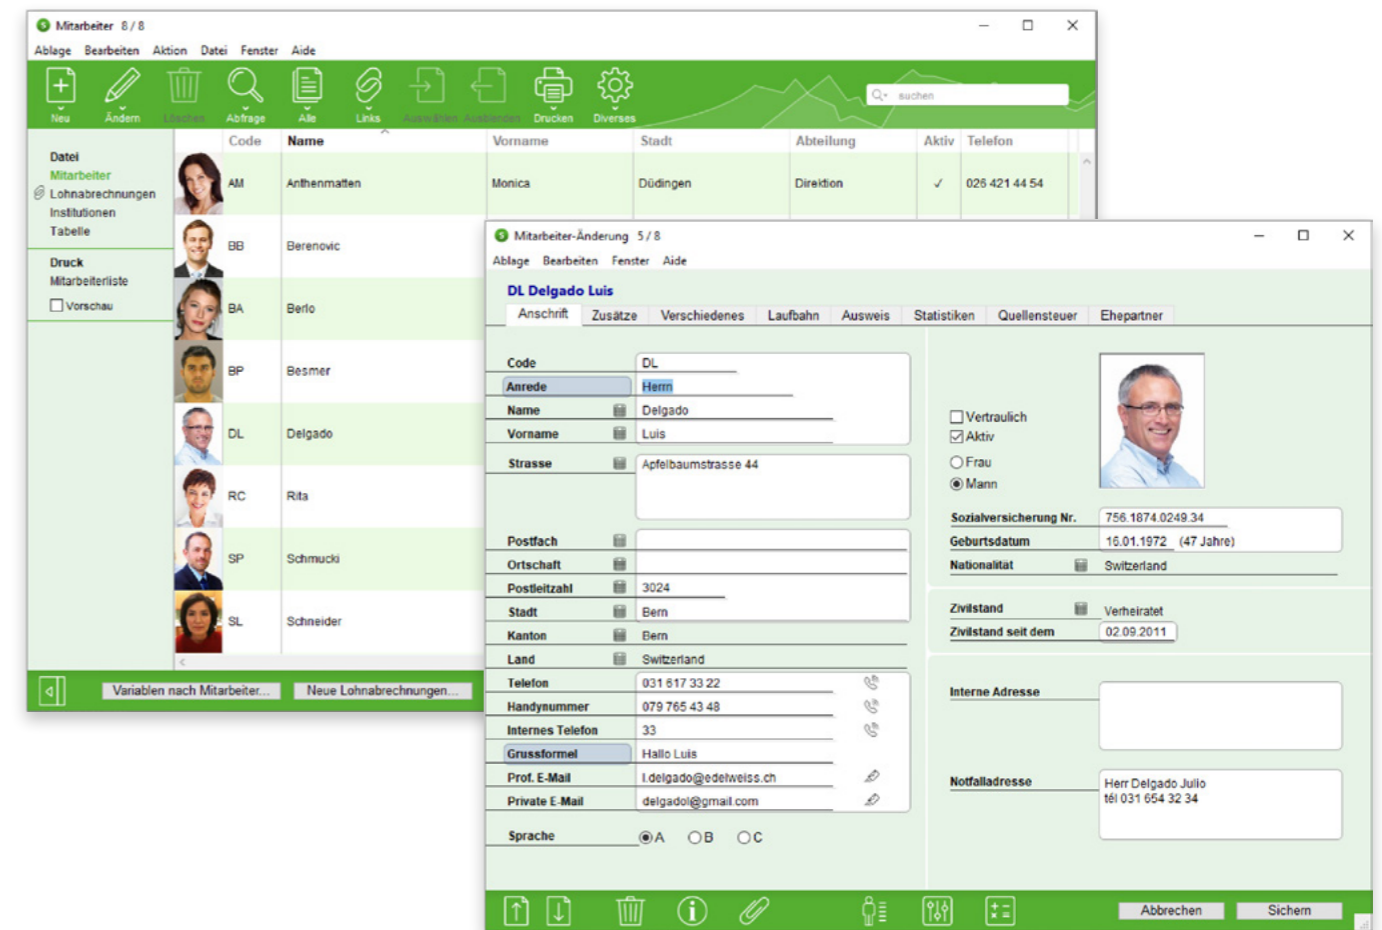 Mitarbeiter 8 / 8
Ablage Bearbeiten Aktion Datei Fenster Aide
Neu Ändern Löschen Abfrage Alle Links Auswählen Ausblenden Drucken Diverses
suchen
Code Name Vorname Stadt Abteilung Aktiv Telefon
Datei
Mitarbeiter
Lohnabrechnungen
Institutionen
Tabelle
Druck
Mitarbeiterliste
Vorschau
AM Anthenmatten Monica Düdingen Direktion ✓ 026 421 44 54
BB Berenovic
BA Berlo
BP Besmer
DL Delgado
RC Rita
SP Schmucki
SL Schneider
Variablen nach Mitarbeiter... Neue Lohnabrechnungen...
Mitarbeiter-Änderung 5 / 8
Ablage Bearbeiten Fenster Aide
DL Delgado Luis
Anschrift Zusätze Verschiedenes Laufbahn Ausweis Statistiken Quellensteuer Ehepartner
Code DL
Anrede Herrn
Name Delgado
Vorname Luis
Strasse Apfelbaumstrasse 44
Postfach
Ortschaft
Postleitzahl 3024
Stadt Bern
Kanton Bern
Land Switzerland
Telefon 031 617 33 22
Handynummer 079 765 43 48
Internes Telefon 33
Grussformel Hallo Luis
Prof. E-Mail l.delgado@edelweiss.ch
Private E-Mail delgadol@gmail.com
Sprache A B C
Vertraulich
Aktiv
Frau
Mann
Sozialversicherung Nr. 756.1874.0249.34
Geburtsdatum 16.01.1972 (47 Jahre)
Nationalität Switzerland
Zivilstand Verheiratet
Zivilstand seit dem 02.09.2011
Interne Adresse
Notfalladresse Herr Delgado Julio
tél 031 654 32 34
Abbrechen Sichern